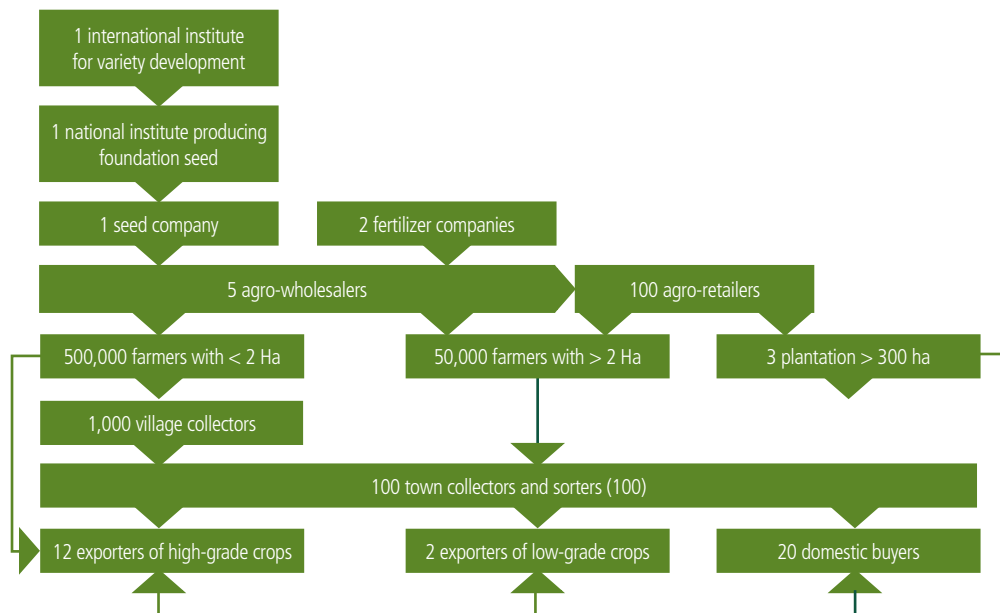 1 international institute
for variety development
1 national institute producing
foundation seed
1 seed company
2 fertilizer companies
5 agro-wholesalers
100 agro-retailers
500,000 farmers with < 2 Ha
50,000 farmers with > 2 Ha
3 plantation > 300 ha
1,000 village collectors
100 town collectors and sorters (100)
12 exporters of high-grade crops
2 exporters of low-grade crops
20 domestic buyers